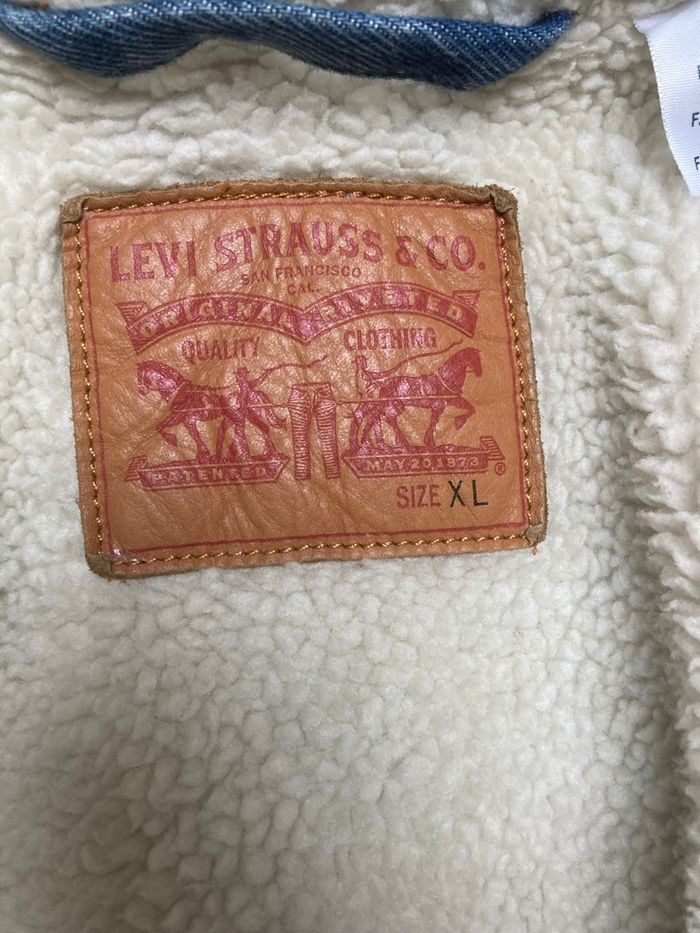 LEVI STRAUSS & CO.
SAN FRANCISCO
CAL.
ORIGINAL RIVETED
QUALITY CLOTHING
PATENTED MAY 20 1873
®
SIZE XL